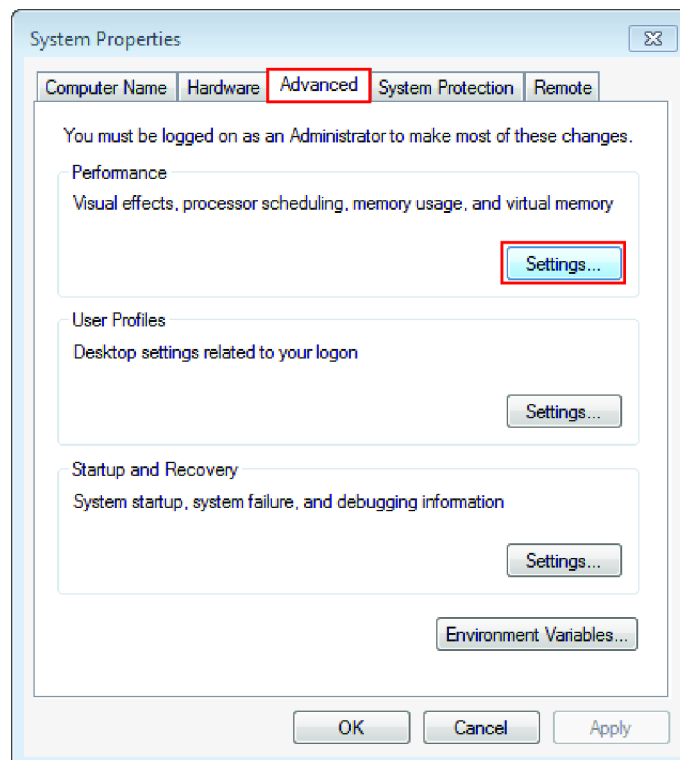 System Properties
Computer Name Hardware Advanced System Protection Remote
You must be logged on as an Administrator to make most of these changes.
Performance
Visual effects, processor scheduling, memory usage, and virtual memory
Settings...
User Profiles
Desktop settings related to your logon
Settings...
Startup and Recovery
System startup, system failure, and debugging information
Settings...
Environment Variables...
OK Cancel Apply